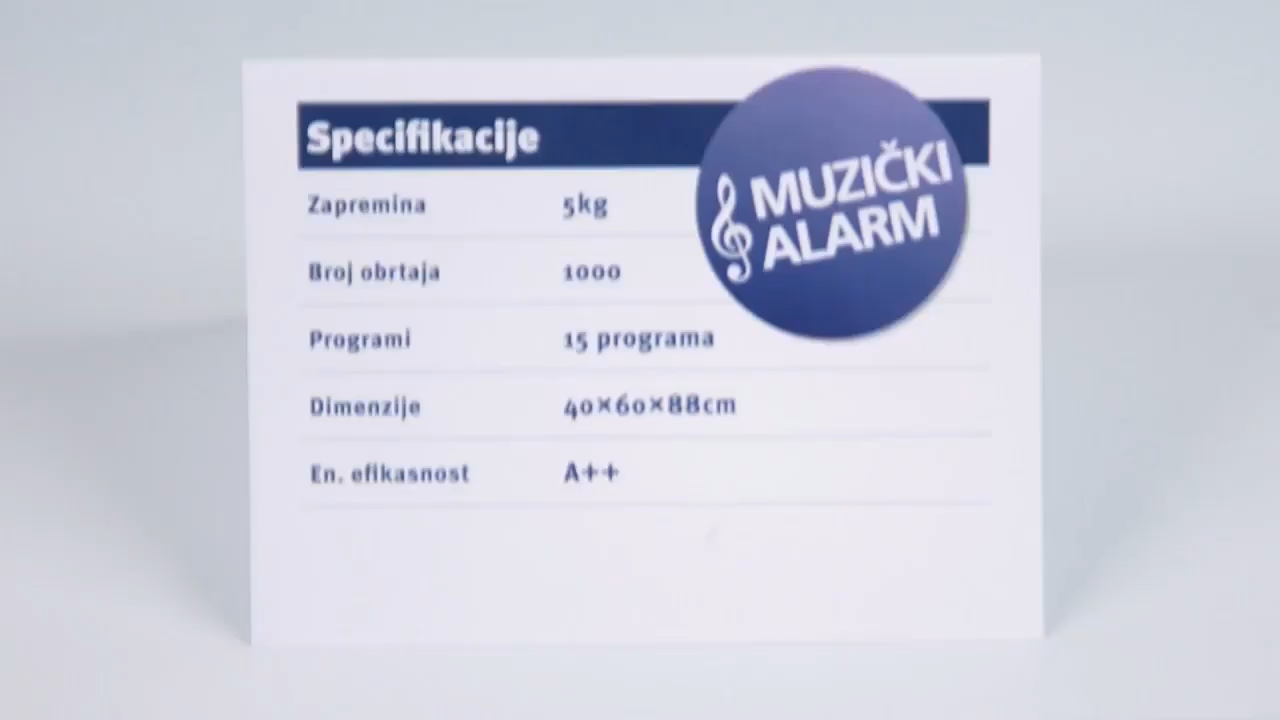 Specifikacije
MUZIČKI
ALARM
Zapremina 5kg
Broj obrtaja 1000
Programi 15 programa
Dimenzije 40×60×88cm
En. efikasnost A++